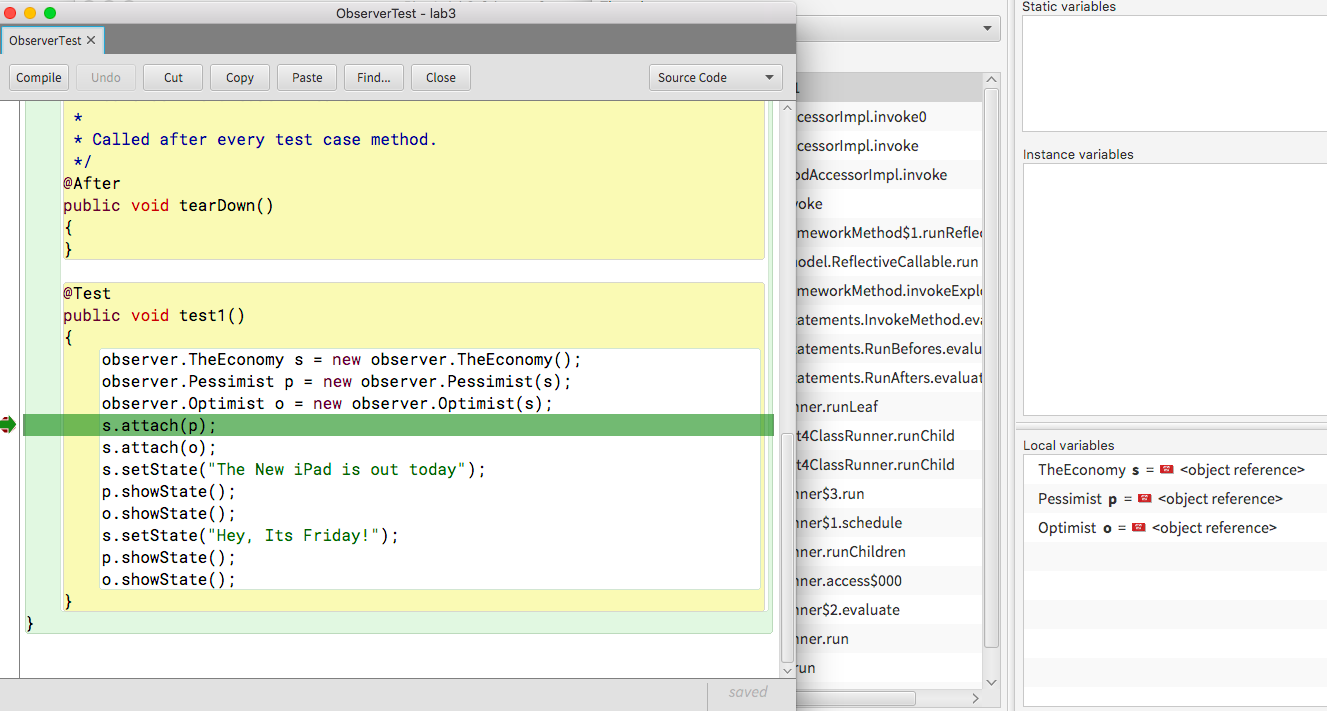 ObserverTest - lab3
ObserverTest
Compile Undo Cut Copy Paste Find... Close Source Code
*
* Called after every test case method.
*/
@After
public void tearDown()
{
}
@Test
public void test1()
{
observer.TheEconomy s = new observer.TheEconomy();
observer.Pessimist p = new observer.Pessimist(s);
observer.Optimist o = new observer.Optimist(s);
s.attach(p);
s.attach(o);
s.setState("The New iPad is out today");
p.showState();
o.showState();
s.setState("Hey, Its Friday!");
p.showState();
o.showState();
}
}
saved
cessorImpl.invoke0
cessorImpl.invoke
odAccessorImpl.invoke
voke
meworkMethod$1.runReflec
odel.ReflectiveCallable.run
meworkMethod.invokeExplo
tatements.InvokeMethod.eva
tatements.RunBefores.evalu
tatements.RunAfters.evaluat
nner.runLeaf
t4ClassRunner.runChild
t4ClassRunner.runChild
nner$3.run
nner$1.schedule
nner.runChildren
nner.access$000
nner$2.evaluate
nner.run
run
Static variables
Instance variables
Local variables
TheEconomy s = <object reference>
Pessimist p = <object reference>
Optimist o = <object reference>